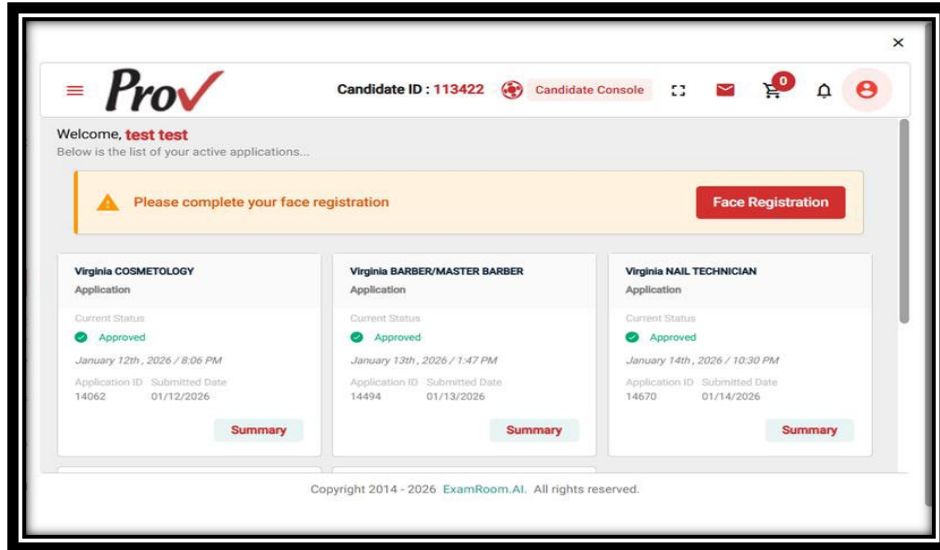 Prov
Candidate ID : 113422 Candidate Console 0
Welcome, test test
Below is the list of your active applications...
Please complete your face registration Face Registration
Virginia COSMETOLOGY
Application
Current Status
Approved
January 12th, 2026 / 8:06 PM
Application ID Submitted Date
14062 01/12/2026
Summary
Virginia BARBER/MASTER BARBER
Application
Current Status
Approved
January 13th, 2026 / 1:47 PM
Application ID Submitted Date
14494 01/13/2026
Summary
Virginia NAIL TECHNICIAN
Application
Current Status
Approved
January 14th, 2026 / 10:30 PM
Application ID Submitted Date
14670 01/14/2026
Summary
Copyright 2014 - 2026 ExamRoom.AI. All rights reserved.